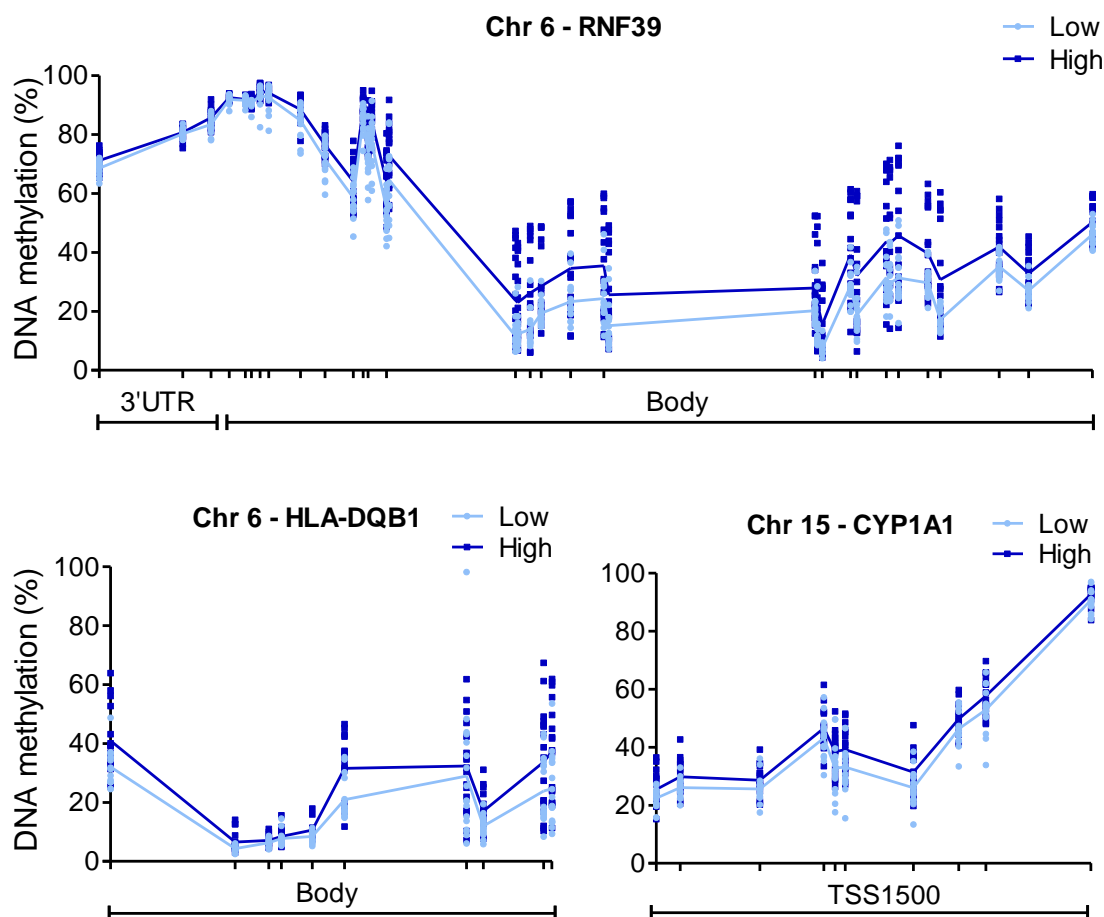 Chr 6 - RNF39
Low
High
DNA methylation (%)
100
80
60
40
20
0
3'UTR
Body
Chr 6 - HLA-DQB1
Low
High
DNA methylation (%)
100
80
60
40
20
0
Body
Chr 15 - CYP1A1
Low
High
100
80
60
40
20
0
TSS1500